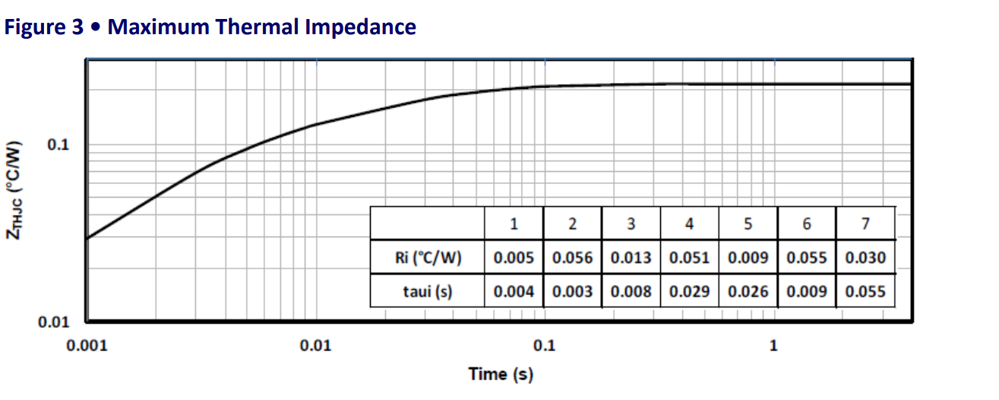 Figure 3 • Maximum Thermal Impedance
ZTHJC (°C/W)
0.1
0.01
1 2 3 4 5 6 7
Ri (°C/W) 0.005 0.056 0.013 0.051 0.009 0.055 0.030
taui (s) 0.004 0.003 0.008 0.029 0.026 0.009 0.055
0.001 0.01 0.1 1
Time (s)